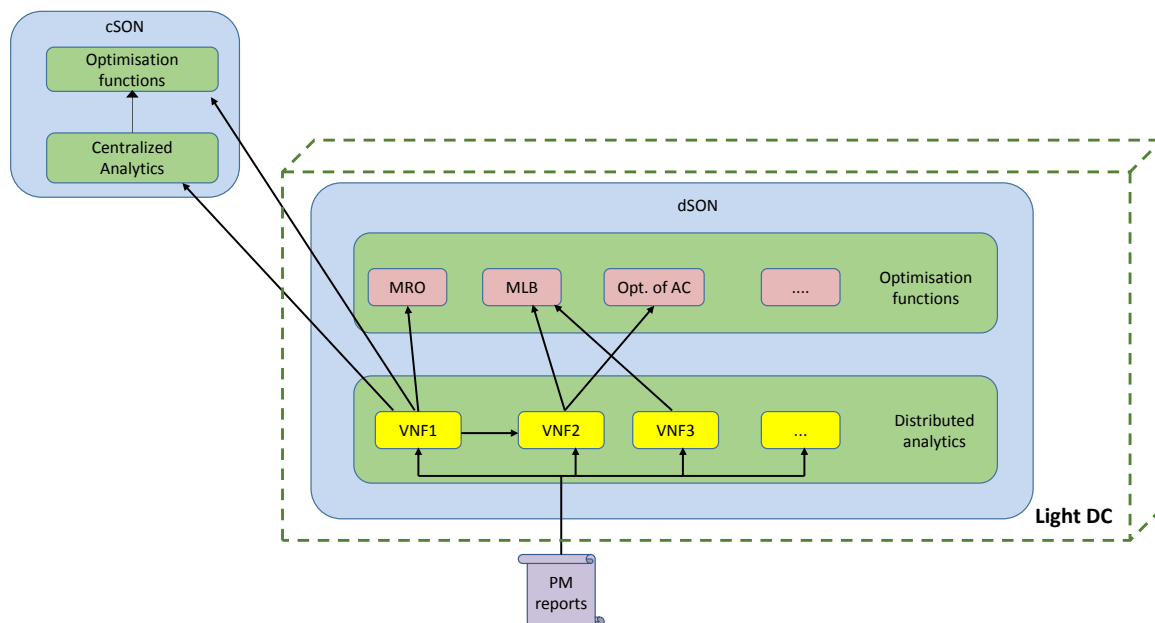 cSON
Optimisation
functions
Centralized
Analytics
dSON
MRO
MLB
Opt. of AC
....
Optimisation
functions
VNF1
VNF2
VNF3
...
Distributed
analytics
Light DC
PM
reports